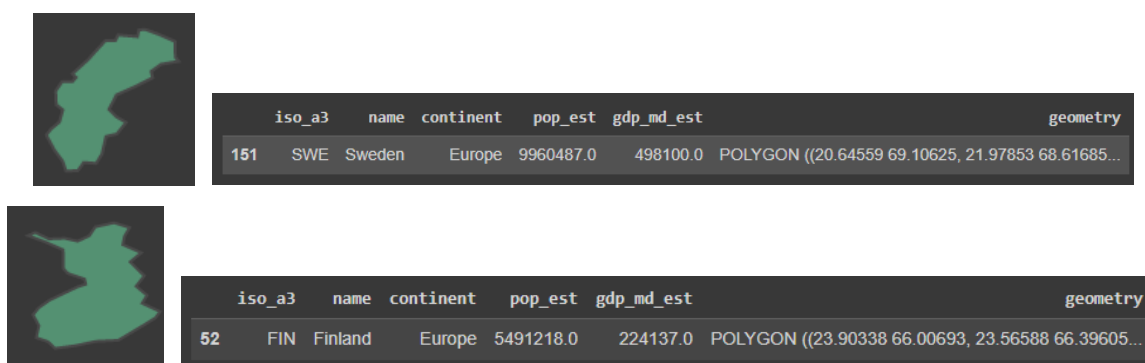 iso_a3 name continent pop_est gdp_md_est geometry
151 SWE Sweden Europe 9960487.0 498100.0 POLYGON ((20.64559 69.10625, 21.97853 68.61685...
iso_a3 name continent pop_est gdp_md_est geometry
52 FIN Finland Europe 5491218.0 224137.0 POLYGON ((23.90338 66.00693, 23.56588 66.39605...